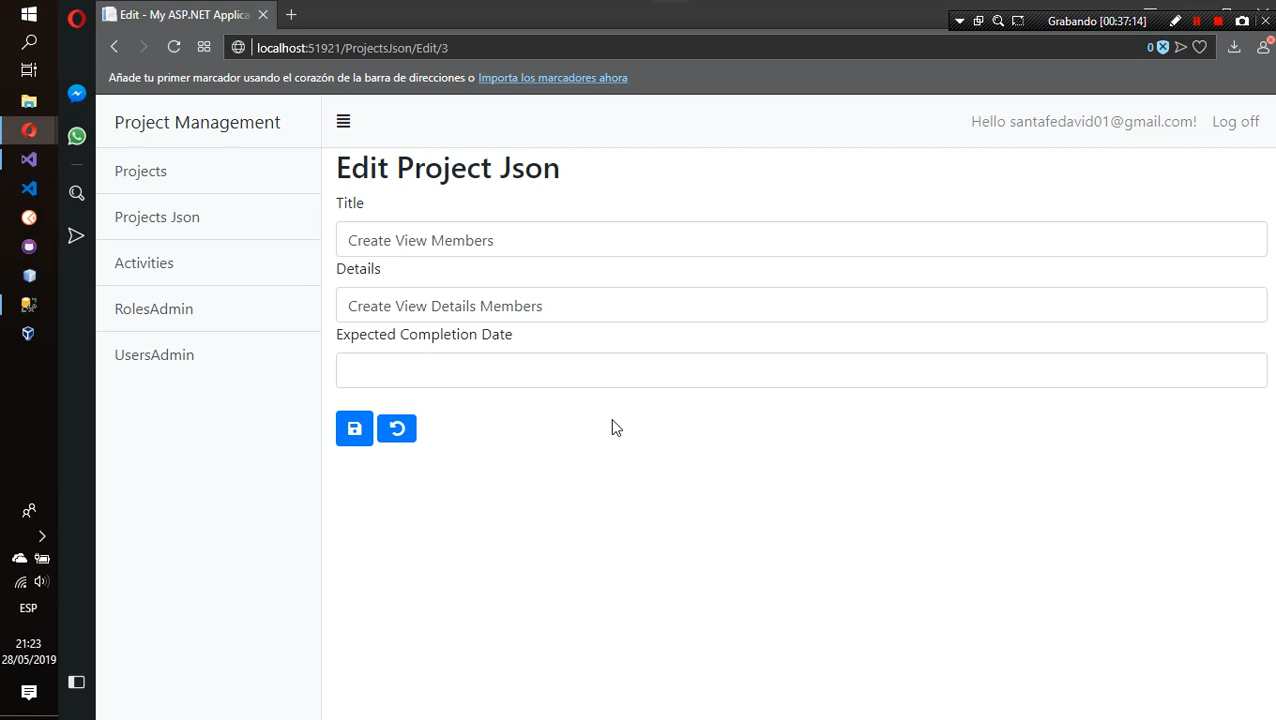 Edit - My ASP.NET Applica
Grabando [00:37:14]
localhost:51921/ProjectsJson/Edit/3
0
Añade tu primer marcador usando el corazón de la barra de direcciones o Importa los marcadores ahora
Project Management
Hello santafedavid01@gmail.com!
Log off
Projects
Projects Json
Activities
RolesAdmin
UsersAdmin
Edit Project Json
Title
Create View Members
Details
Create View Details Members
Expected Completion Date
ESP
21:23
28/05/2019